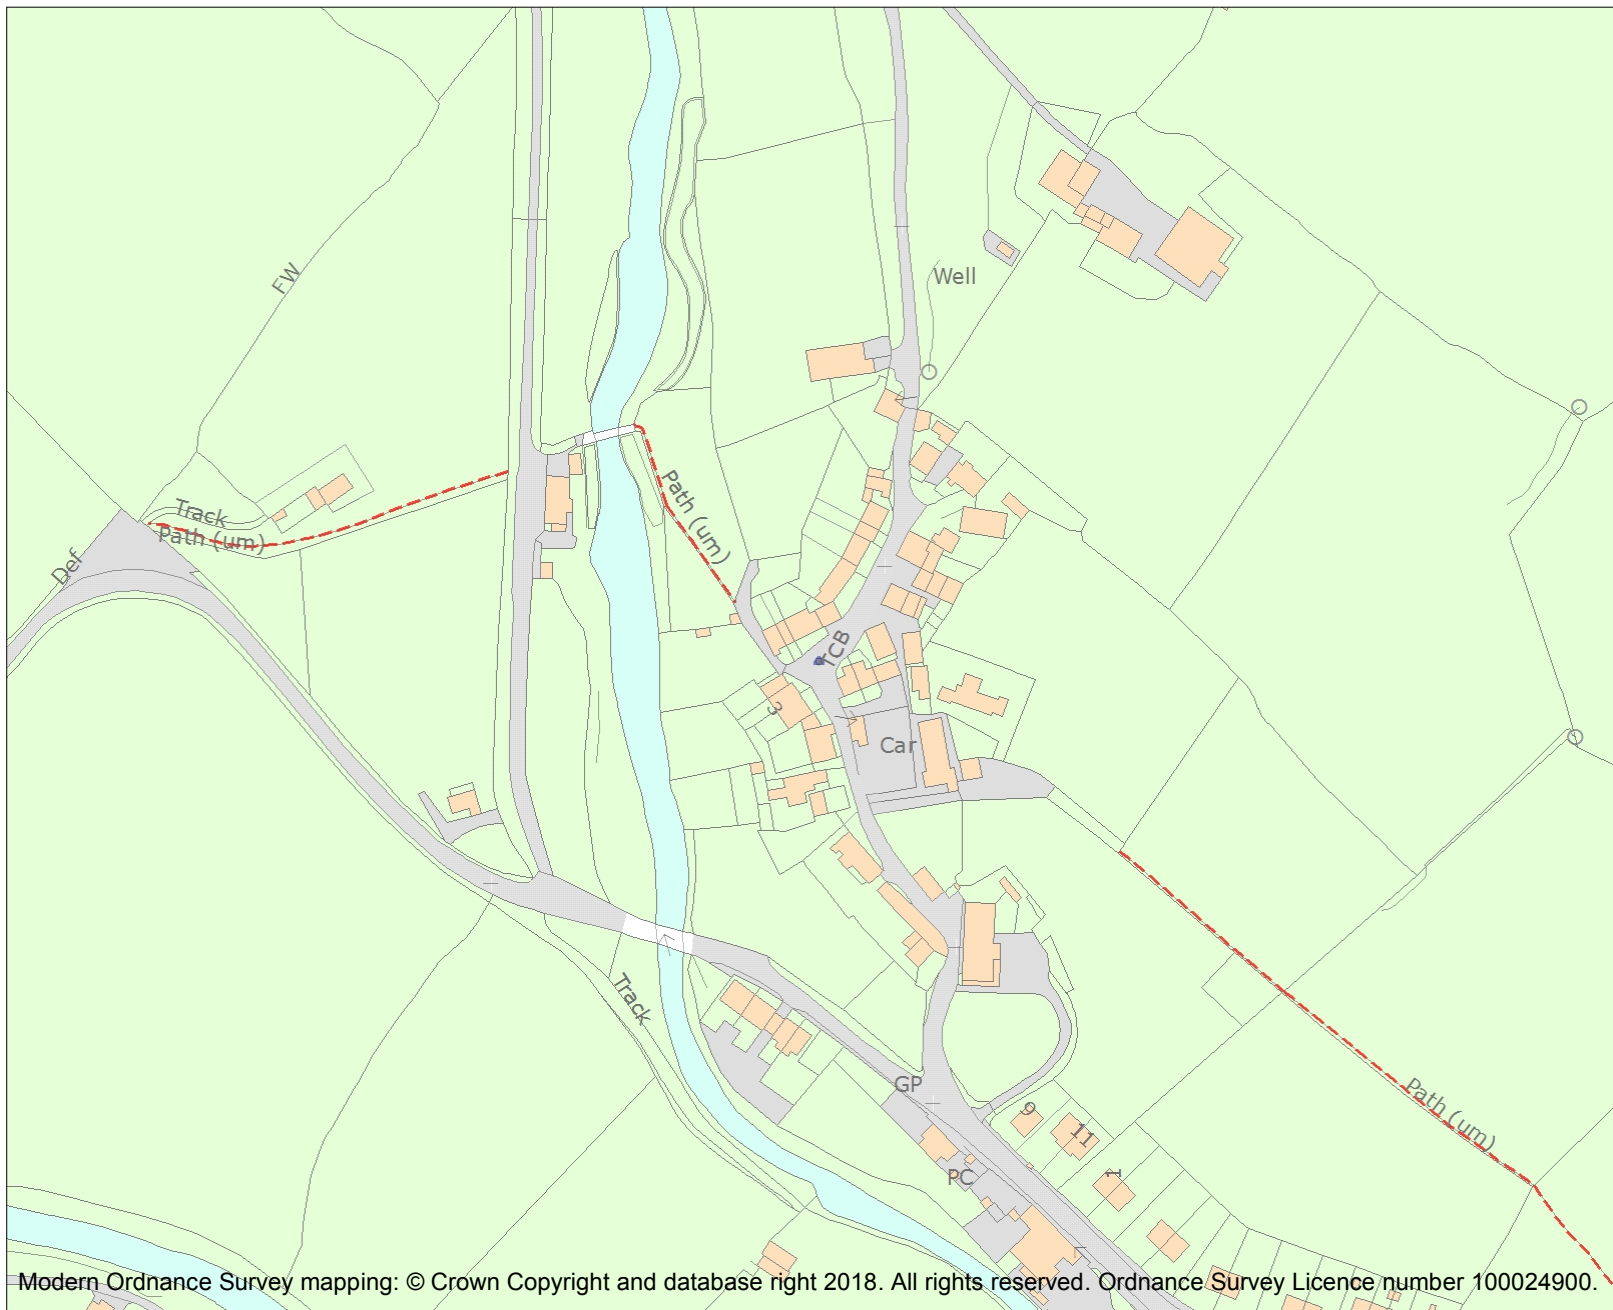 FW
Well
Track
Path (um)
Path (um)
Def
TCB
3
Car
Track
GP
9
11
1
PC
Path (um)
Modern Ordnance Survey mapping: © Crown Copyright and database right 2018. All rights reserved. Ordnance Survey Licence number 100024900.